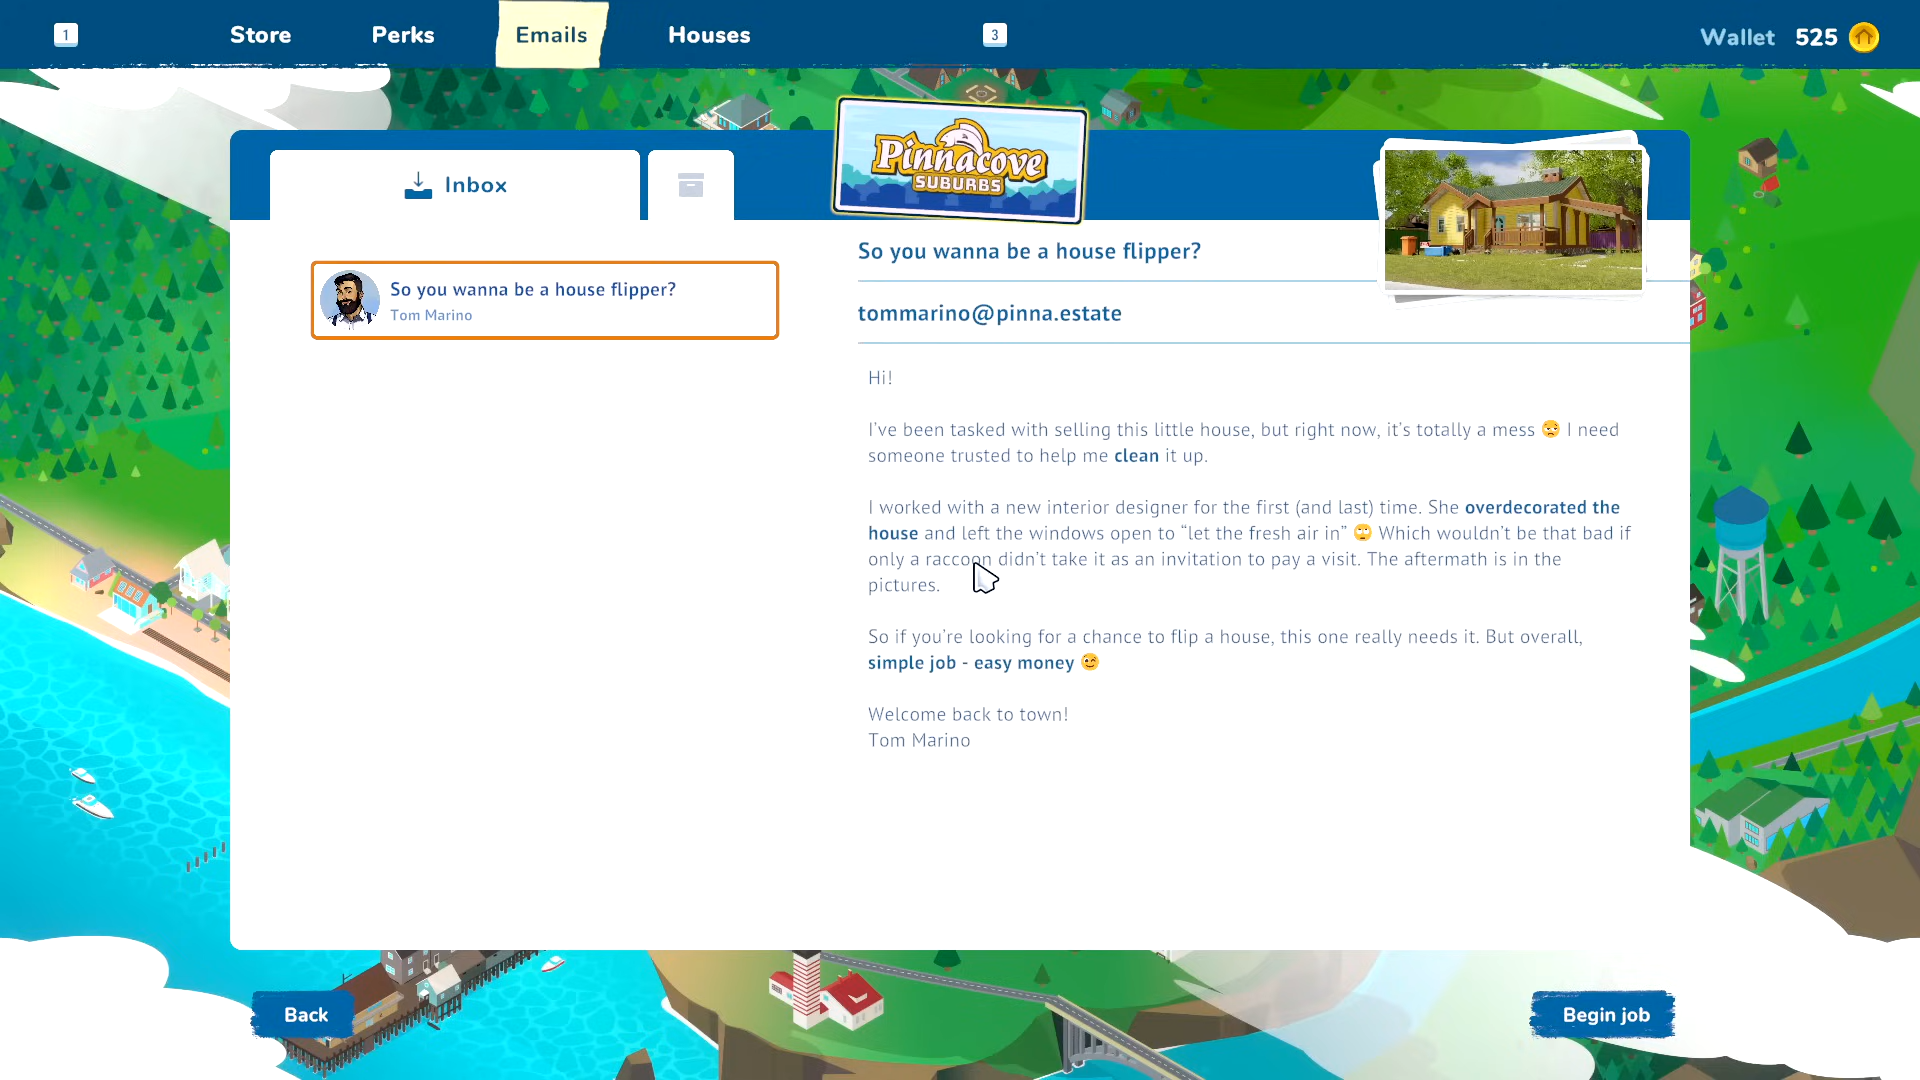 1
Store
Perks
Emails
Houses
3
Wallet 525
Inbox
Pinnacove
SUBURBS
So you wanna be a house flipper?
Tom Marino
So you wanna be a house flipper?
tommarino@pinna.estate
Hi!
I've been tasked with selling this little house, but right now, it's totally a mess 😒 I need
someone trusted to help me clean it up.
I worked with a new interior designer for the first (and last) time. She overdecorated the
house and left the windows open to “let the fresh air in” 🙄 Which wouldn't be that bad if
only a raccoon didn't take it as an invitation to pay a visit. The aftermath is in the
pictures.
So if you're looking for a chance to flip a house, this one really needs it. But overall,
simple job - easy money 😉
Welcome back to town!
Tom Marino
Back
Begin job